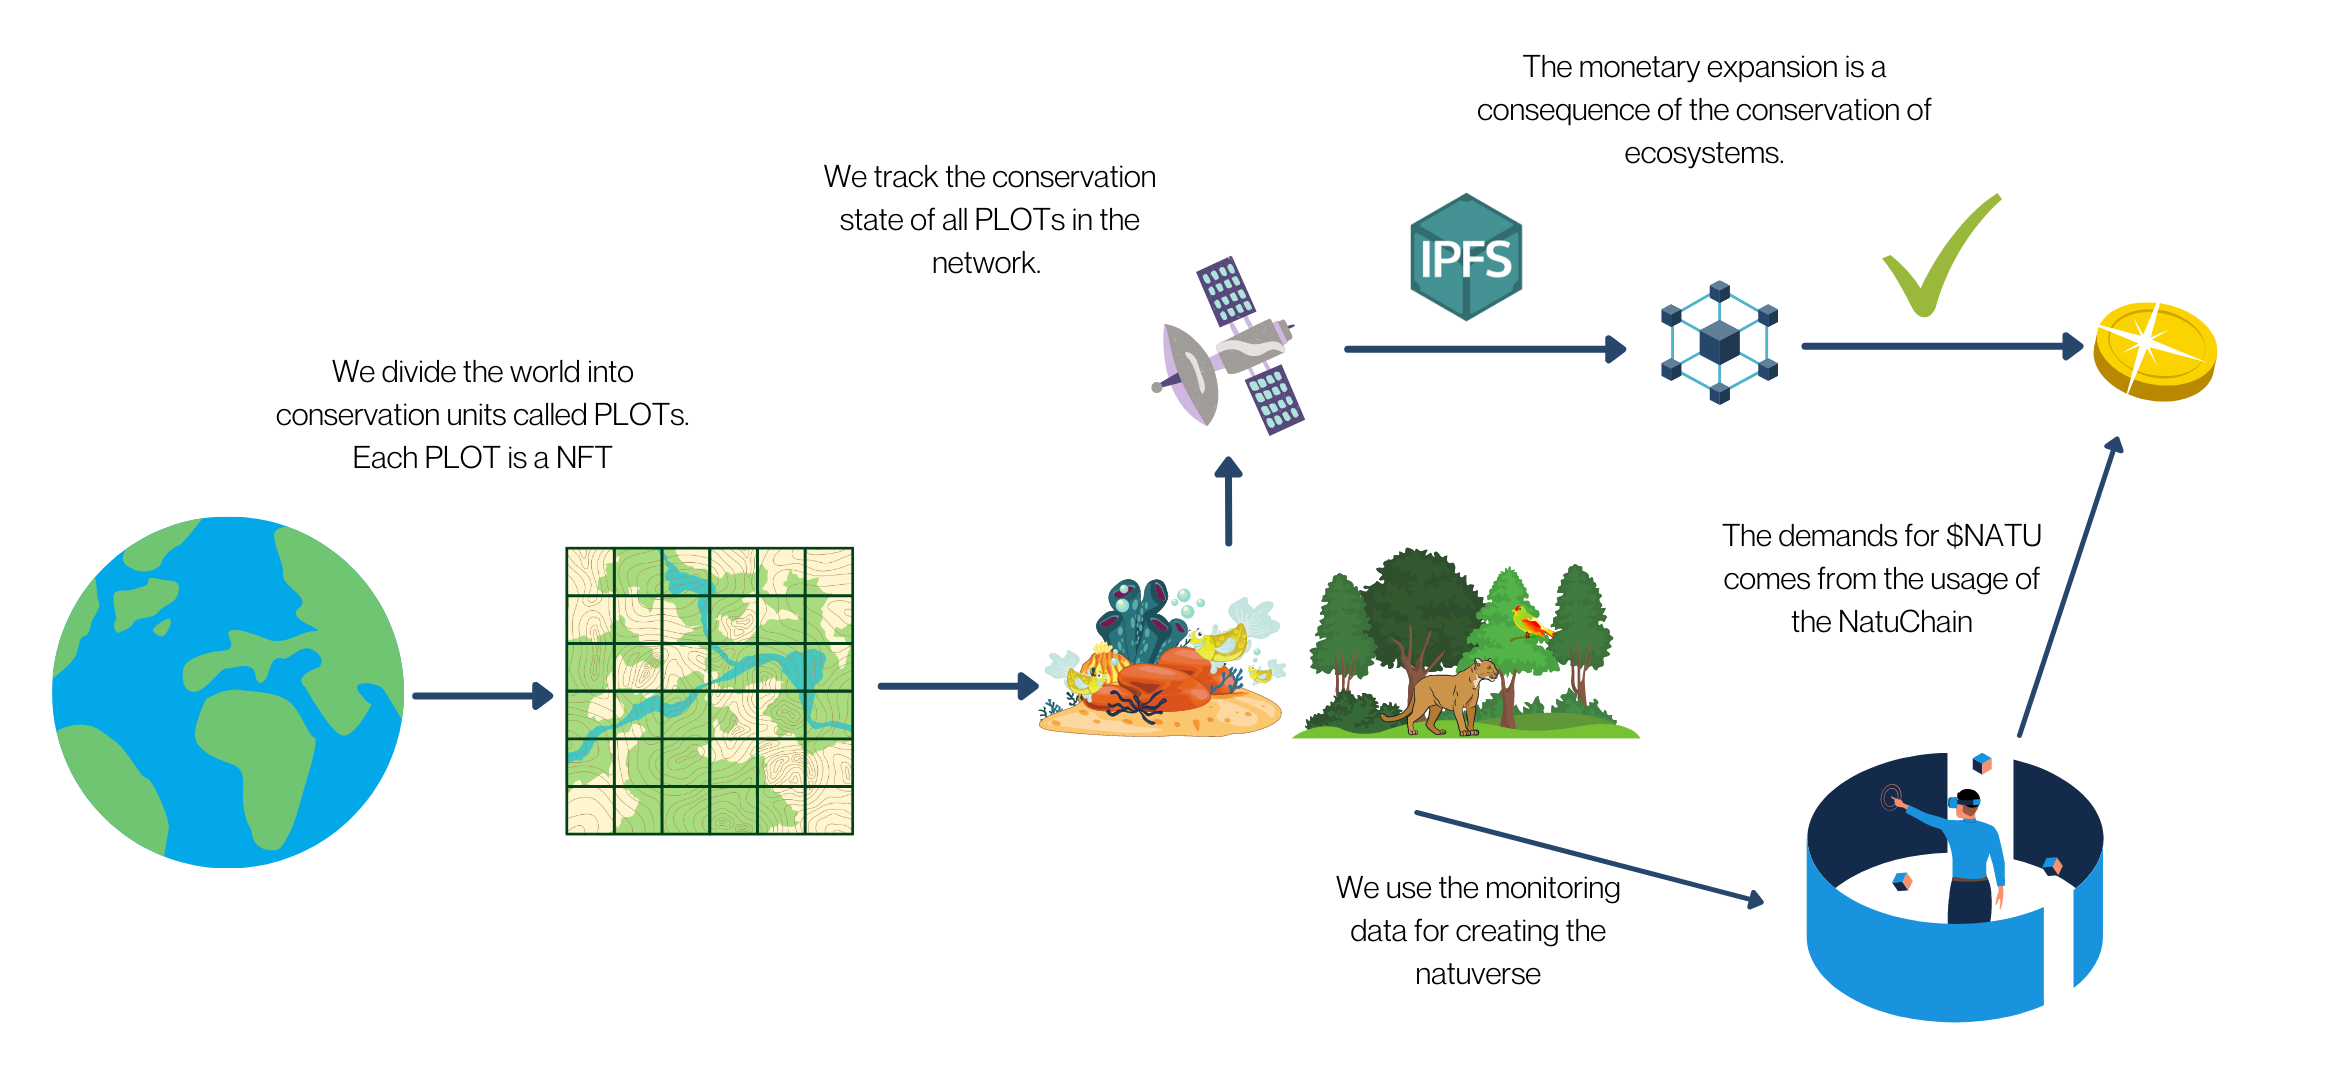 The monetary expansion is a
consequence of the conservation of
ecosystems.
We track the conservation
state of all PLOTs in the
network.
IPFS
We divide the world into
conservation units called PLOTs.
Each PLOT is a NFT
The demands for $NATU
comes from the usage of
the NatuChain
We use the monitoring
data for creating the
natuverse